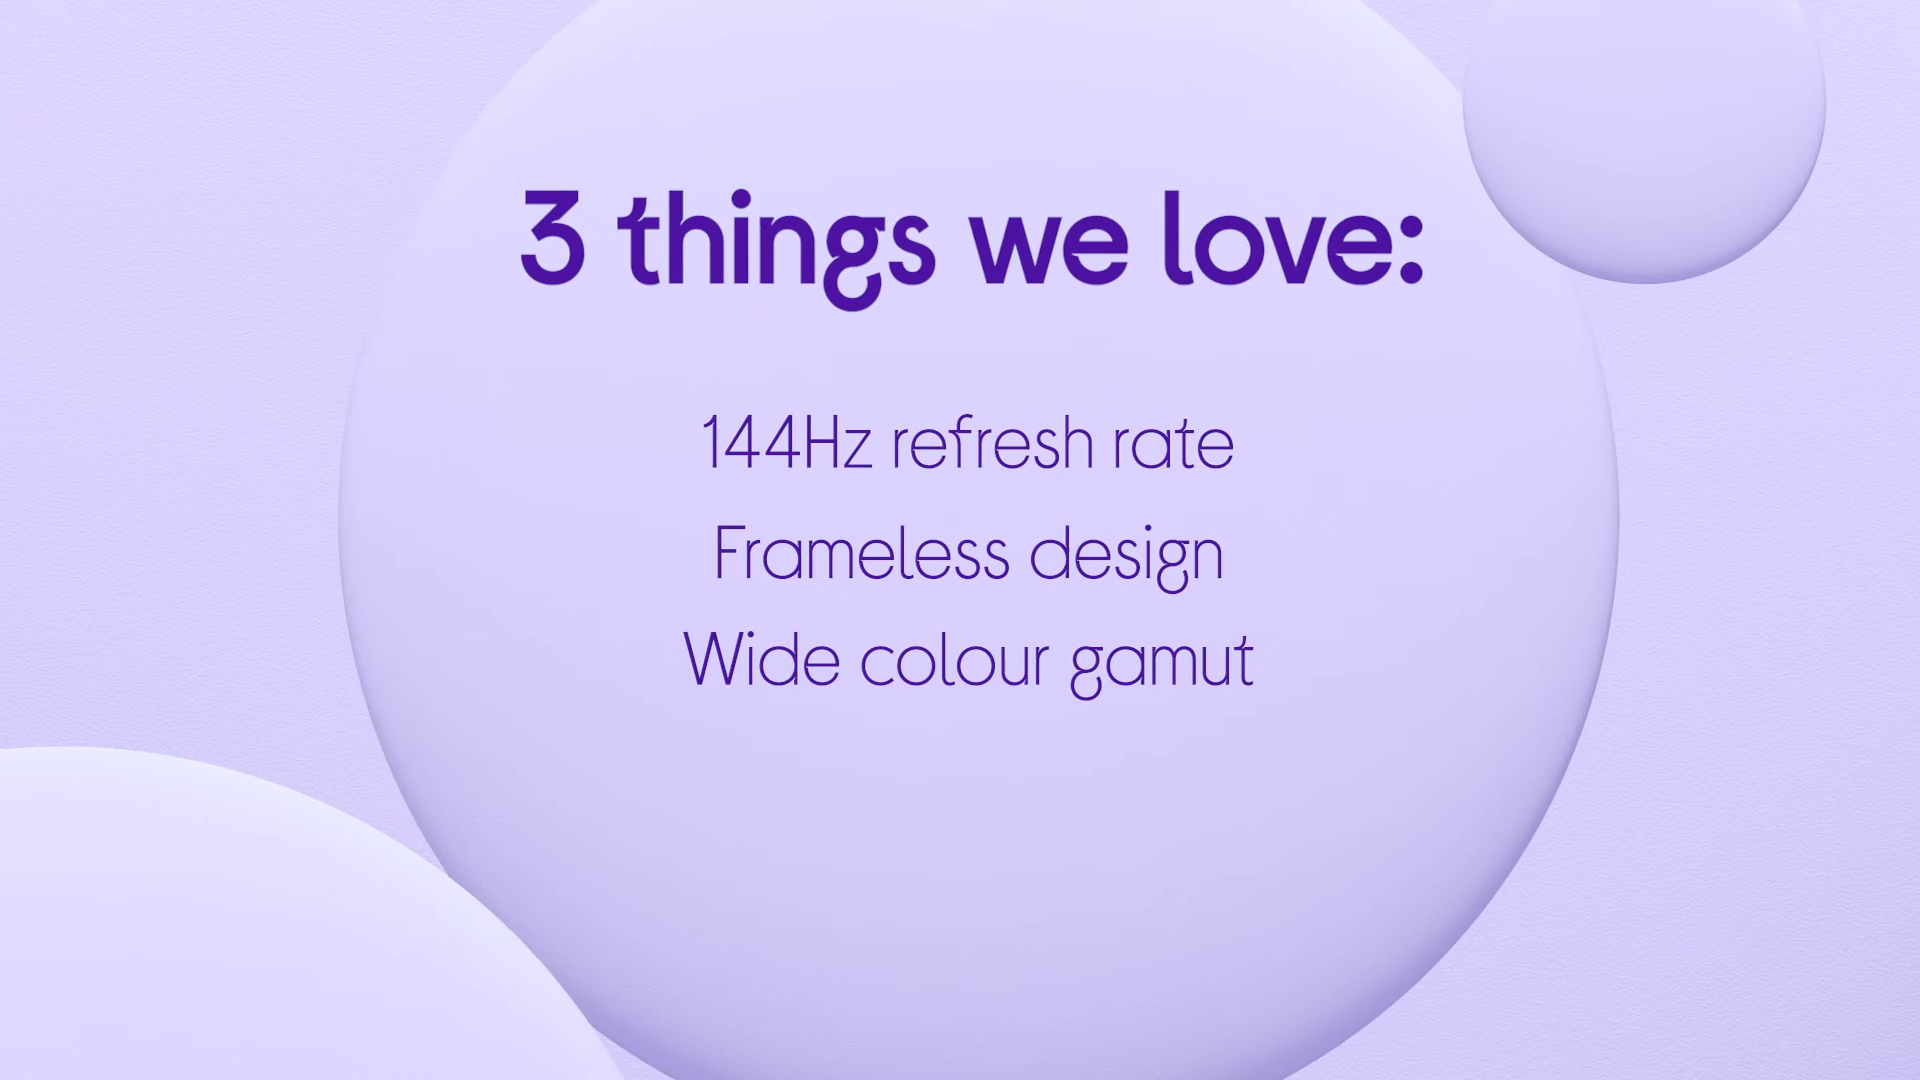 3 things we love:
144Hz refresh rate
Frameless design
Wide colour gamut